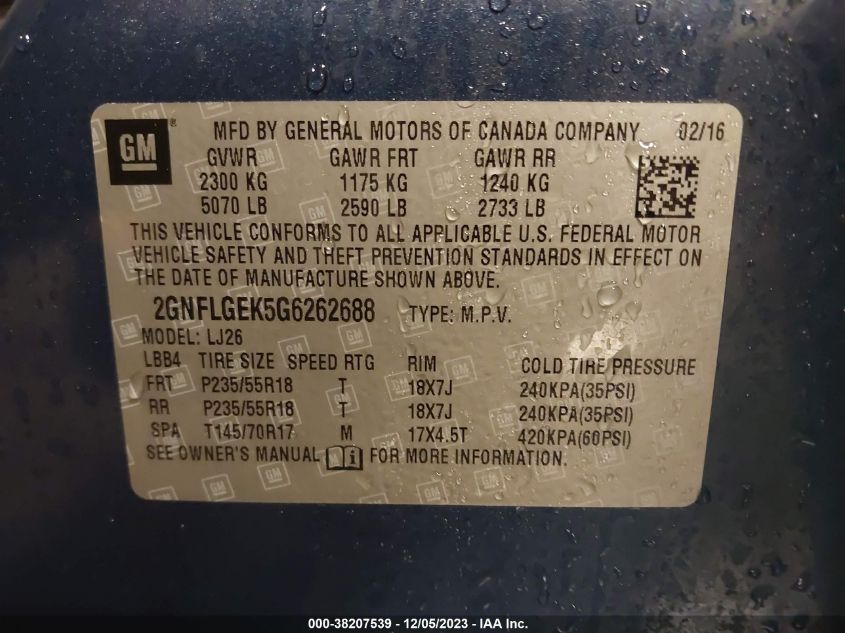 GM ® MFD BY GENERAL MOTORS OF CANADA COMPANY 02/16
GVWR GAWR FRT GAWR RR
2300 KG 1175 KG 1240 KG
5070 LB 2590 LB 2733 LB
THIS VEHICLE CONFORMS TO ALL APPLICABLE U.S. FEDERAL MOTOR
VEHICLE SAFETY AND THEFT PREVENTION STANDARDS IN EFFECT ON
THE DATE OF MANUFACTURE SHOWN ABOVE.
2GNFLGEK5G6262688 TYPE: M.P.V.
MODEL: LJ26
LBB4 TIRE SIZE SPEED RTG RIM COLD TIRE PRESSURE
FRT P235/55R18 T 18X7J 240KPA(35PSI)
RR P235/55R18 T 18X7J 240KPA(35PSI)
SPA T145/70R17 M 17X4.5T 420KPA(60PSI)
SEE OWNER'S MANUAL FOR MORE INFORMATION.
000-38207539 - 12/05/2023 - IAA Inc.